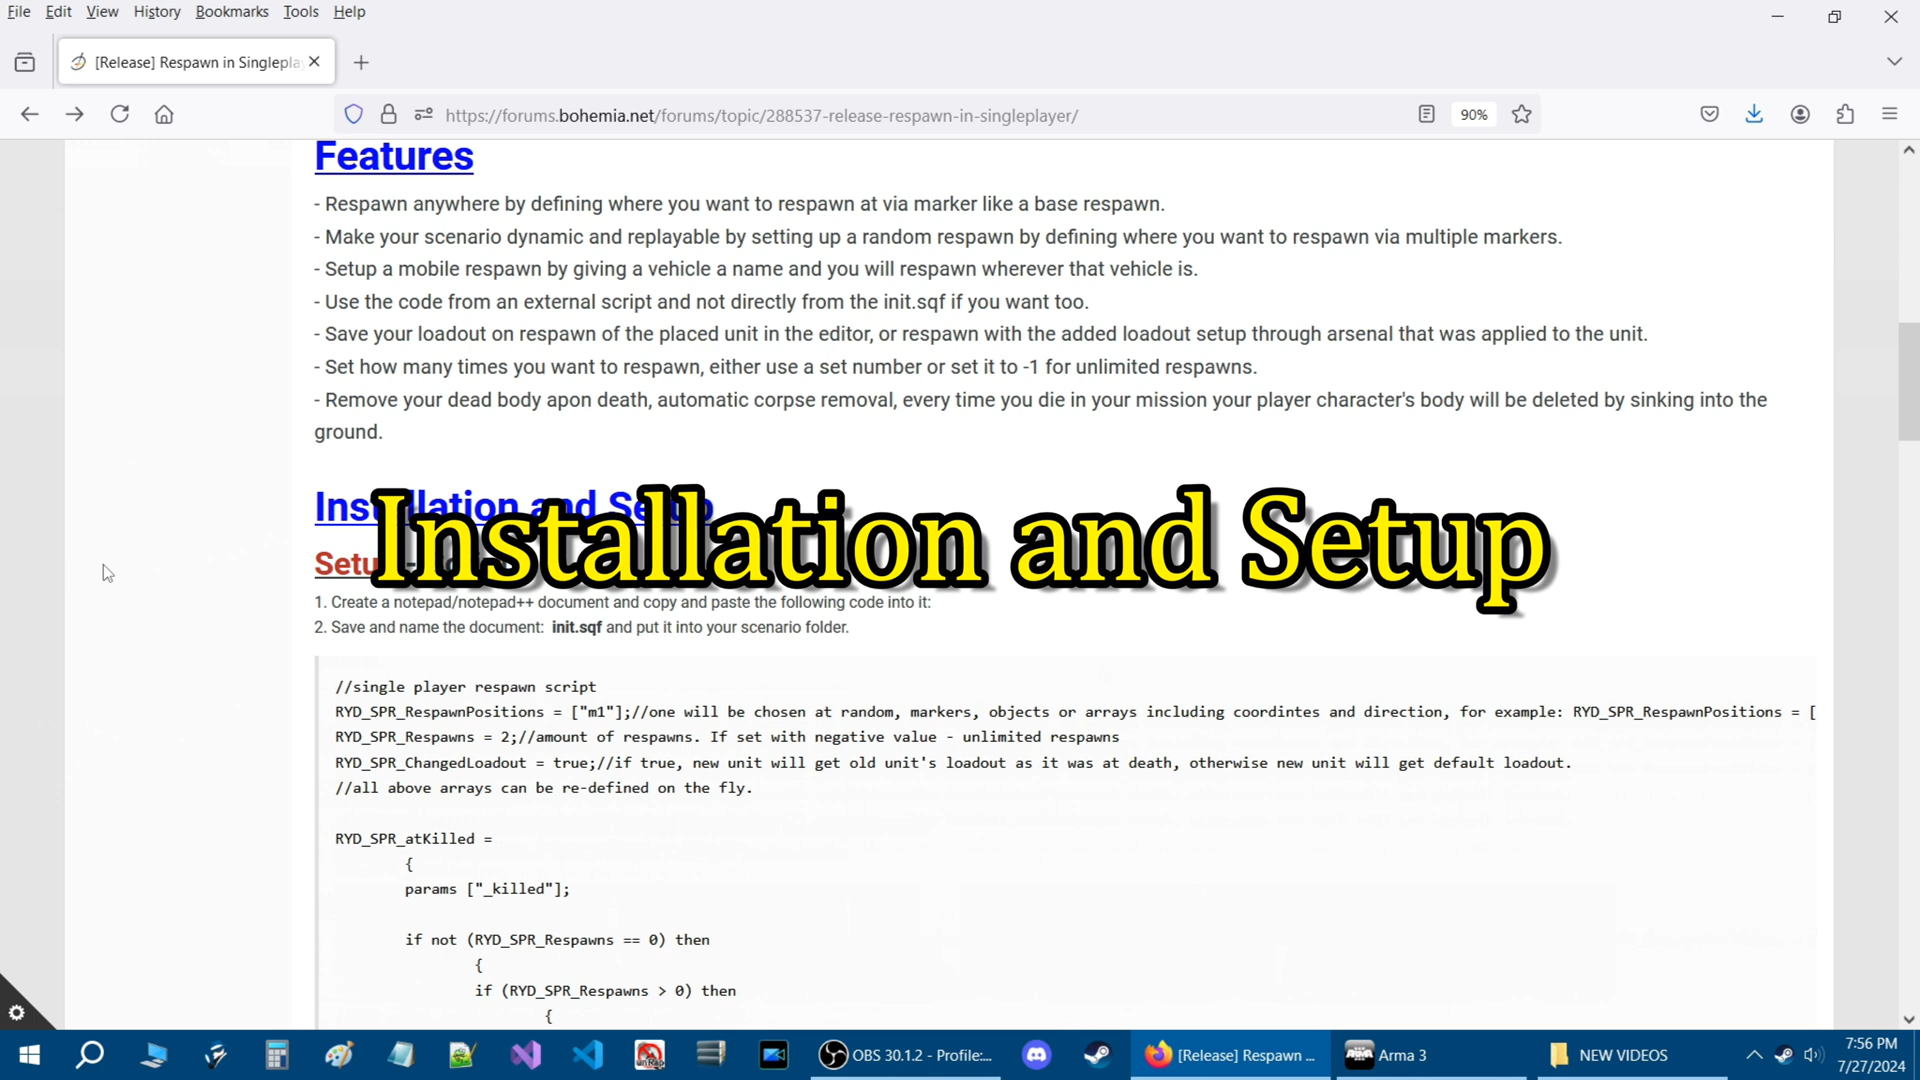 File Edit View History Bookmarks Tools Help
[Release] Respawn in Singlepla
https://forums.bohemia.net/forums/topic/288537-release-respawn-in-singleplayer/
90%
Features
- Respawn anywhere by defining where you want to respawn at via marker like a base respawn.
- Make your scenario dynamic and replayable by setting up a random respawn by defining where you want to respawn via multiple markers.
- Setup a mobile respawn by giving a vehicle a name and you will respawn wherever that vehicle is.
- Use the code from an external script and not directly from the init.sqf if you want too.
- Save your loadout on respawn of the placed unit in the editor, or respawn with the added loadout setup through arsenal that was applied to the unit.
- Set how many times you want to respawn, either use a set number or set it to -1 for unlimited respawns.
- Remove your dead body apon death, automatic corpse removal, every time you die in your mission your player character's body will be deleted by sinking into the
ground.
Installation and Setup
Installation and Setup
1. Create a notepad/notepad++ document and copy and paste the following code into it:
2. Save and name the document: init.sqf and put it into your scenario folder.
//single player respawn script
RYD_SPR_RespawnPositions = ["m1"];//one will be chosen at random, markers, objects or arrays including coordintes and direction, for example: RYD_SPR_RespawnPositions = [
RYD_SPR_Respawns = 2;//amount of respawns. If set with negative value - unlimited respawns
RYD_SPR_ChangedLoadout = true;//if true, new unit will get old unit's loadout as it was at death, otherwise new unit will get default loadout.
//all above arrays can be re-defined on the fly.
RYD_SPR_atKilled =
{
params ["_killed"];
if not (RYD_SPR_Respawns == 0) then
{
if (RYD_SPR_Respawns > 0) then
{
OBS 30.1.2 - Profile:...
[Release] Respawn ...
Arma 3
NEW VIDEOS
7:56 PM
7/27/2024